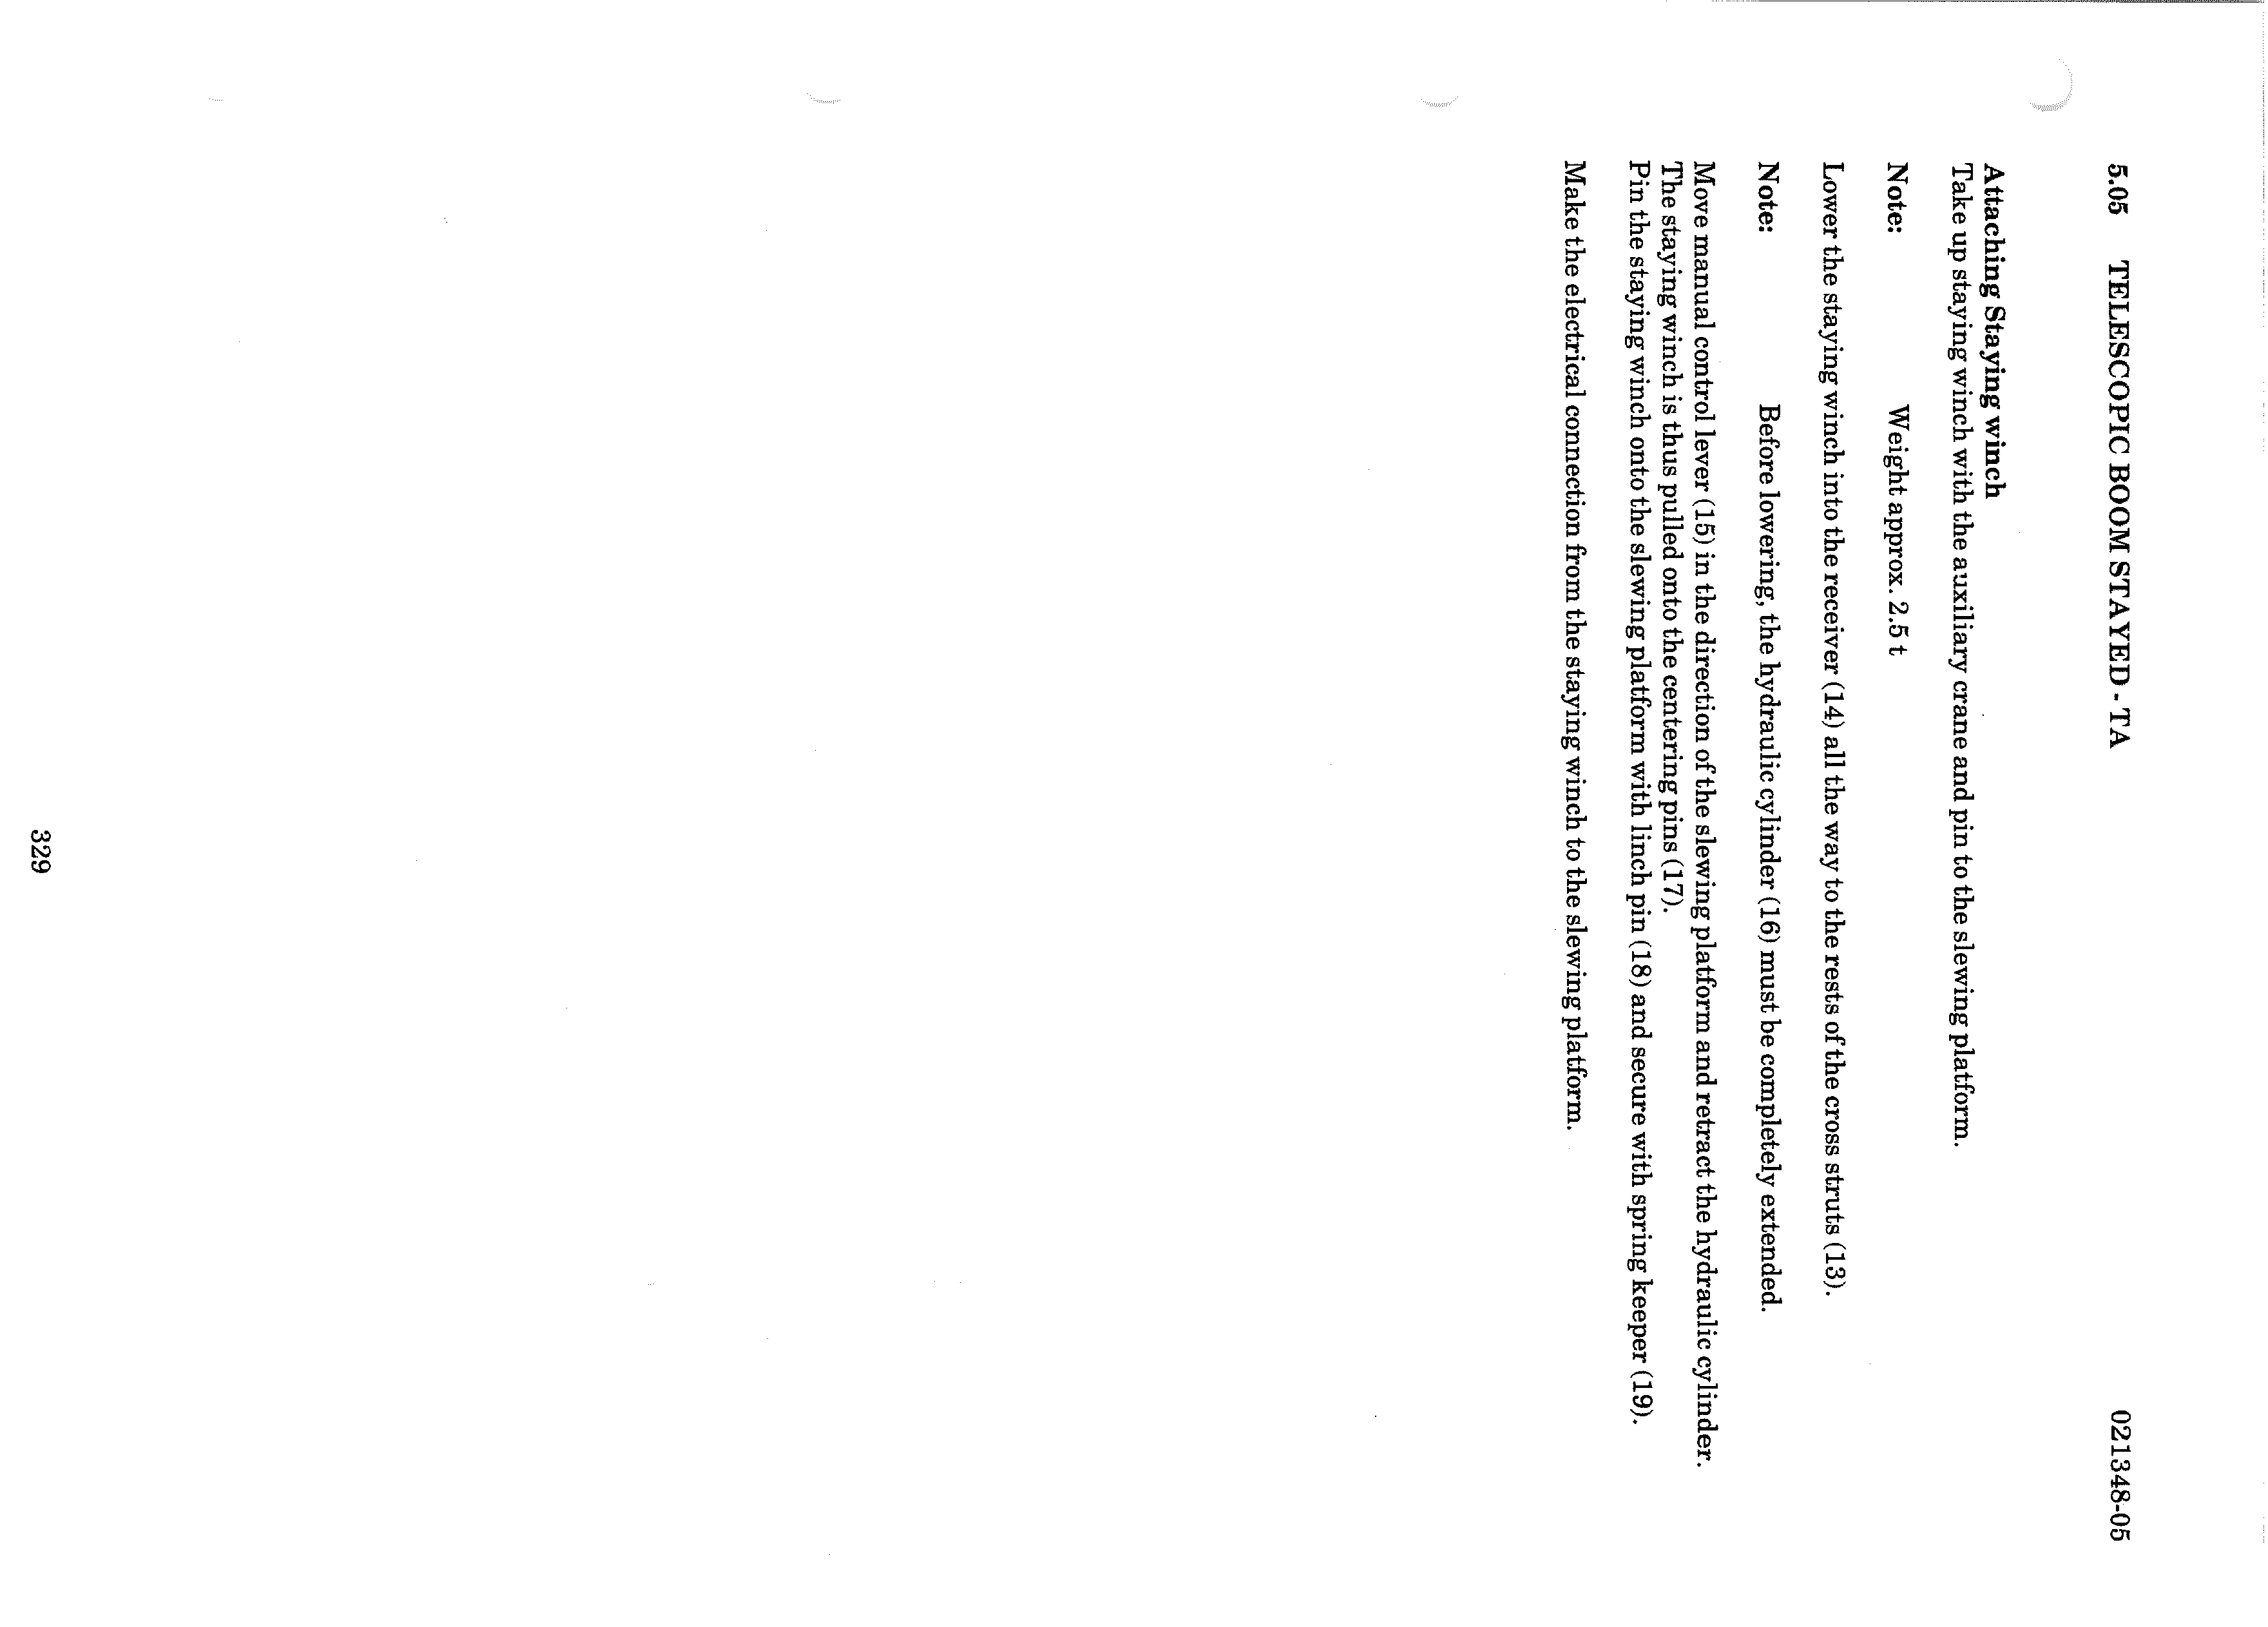 5.05 TELESCOPIC BOOM STAYED - TA 021348-05
Attaching Staying winch
Take up staying winch with the auxiliary crane and pin to the slewing platform.
Note: Weight approx. 2.5 t
Lower the staying winch into the receiver (14) all the way to the rests of the cross struts (13).
Note: Before lowering, the hydraulic cylinder (16) must be completely extended.
Move manual control lever (15) in the direction of the slewing platform and retract the hydraulic cylinder.
The staying winch is thus pulled onto the centering pins (17).
Pin the staying winch onto the slewing platform with linch pin (18) and secure with spring keeper (19).
Make the electrical connection from the staying winch to the slewing platform.
329